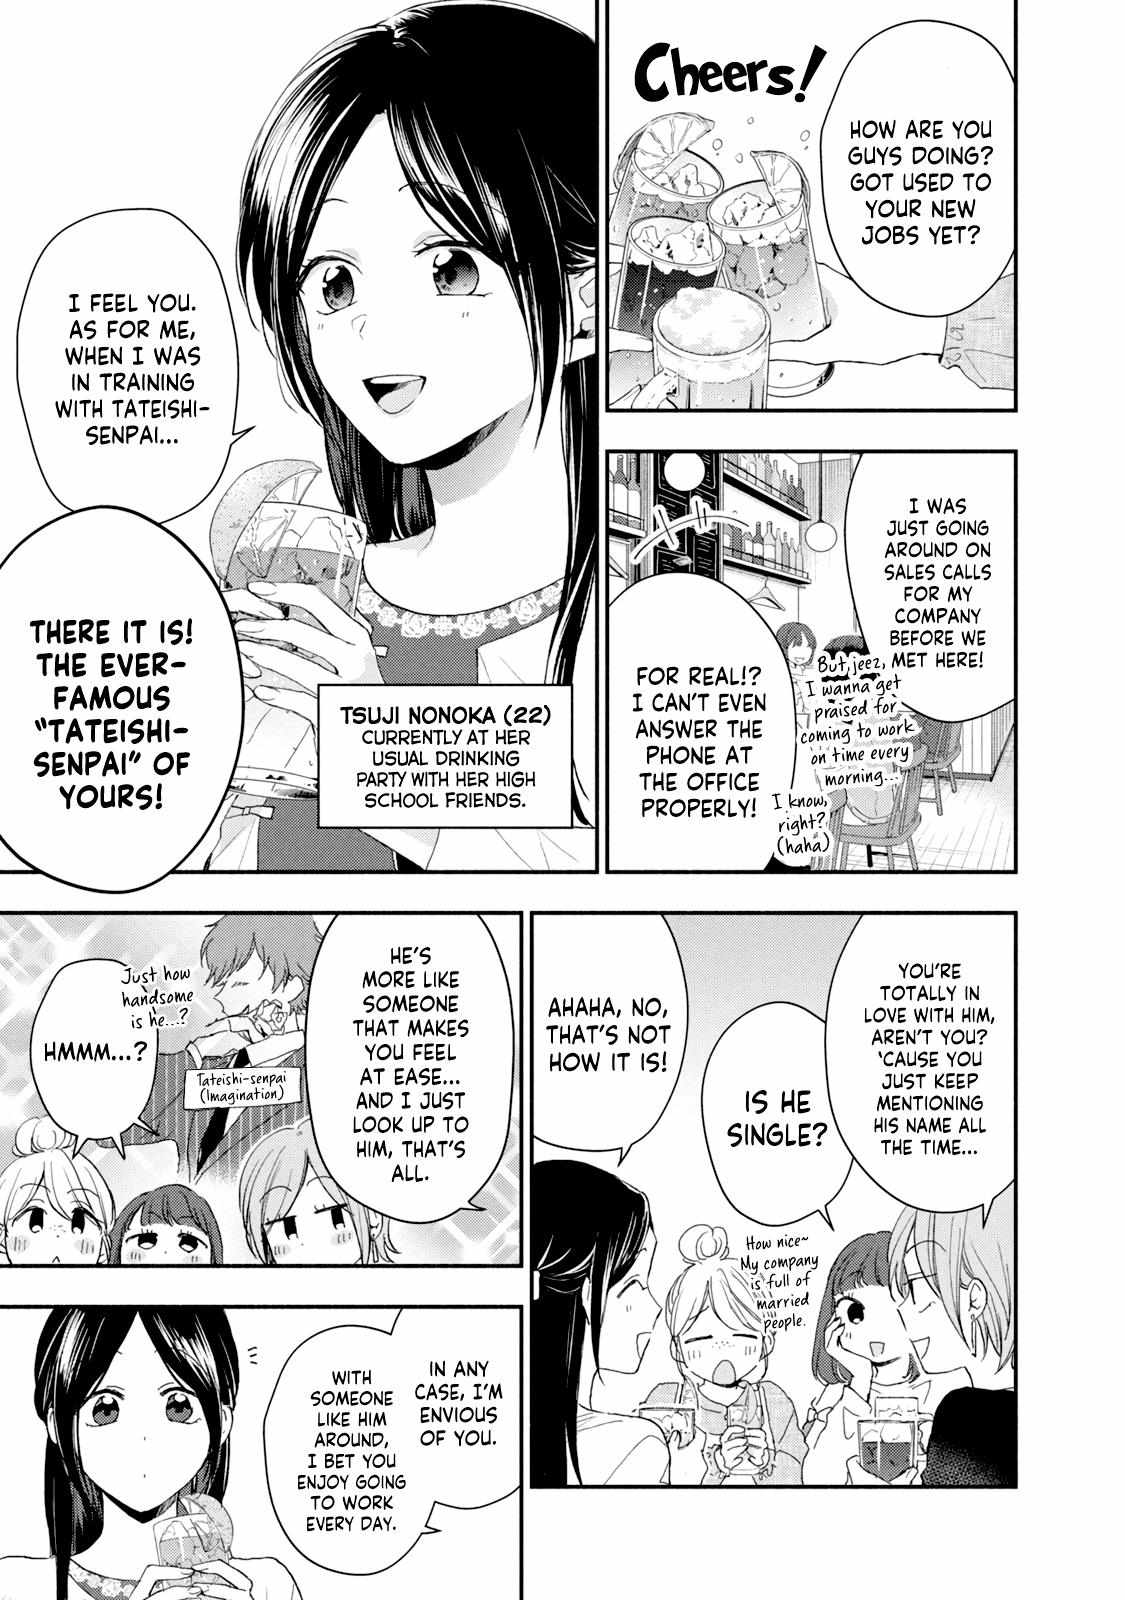 Cheers!
HOW ARE YOU
GUYS DOING?
GOT USED TO
YOUR NEW
JOBS YET?
I WAS
JUST GOING
AROUND ON
SALES CALLS
FOR MY
COMPANY
BEFORE WE
MET HERE!
But, jeez,
I wanna get
praised for
coming to work
on time every
morning...
I know,
right?
(haha)
FOR REAL!?
I CAN'T EVEN
ANSWER THE
PHONE AT
THE OFFICE
PROPERLY!
I FEEL YOU.
AS FOR ME,
WHEN I WAS
IN TRAINING
WITH TATEISHI-
SENPAI...
TSUJI NONOKA (22)
CURRENTLY AT HER
USUAL DRINKING
PARTY WITH HER HIGH
SCHOOL FRIENDS.
THERE IT IS!
THE EVER-
FAMOUS
“TATEISHI-
SENPAI” OF
YOURS!
YOU'RE
TOTALLY IN
LOVE WITH HIM,
AREN'T YOU?
'CAUSE YOU
JUST KEEP
MENTIONING
HIS NAME ALL
THE TIME...
IS HE
SINGLE?
How nice~
My company
is full of
married
people.
AHAHA, NO,
THAT'S NOT
HOW IT IS!
HE'S
MORE LIKE
SOMEONE
THAT MAKES
YOU FEEL
AT EASE...
AND I JUST
LOOK UP TO
HIM, THAT'S
ALL.
Tateishi-senpai
(Imagination)
Just how
handsome
is he...?
HMMM...?
IN ANY
CASE, I'M
ENVIOUS
OF YOU.
WITH
SOMEONE
LIKE HIM
AROUND,
I BET YOU
ENJOY GOING
TO WORK
EVERY DAY.